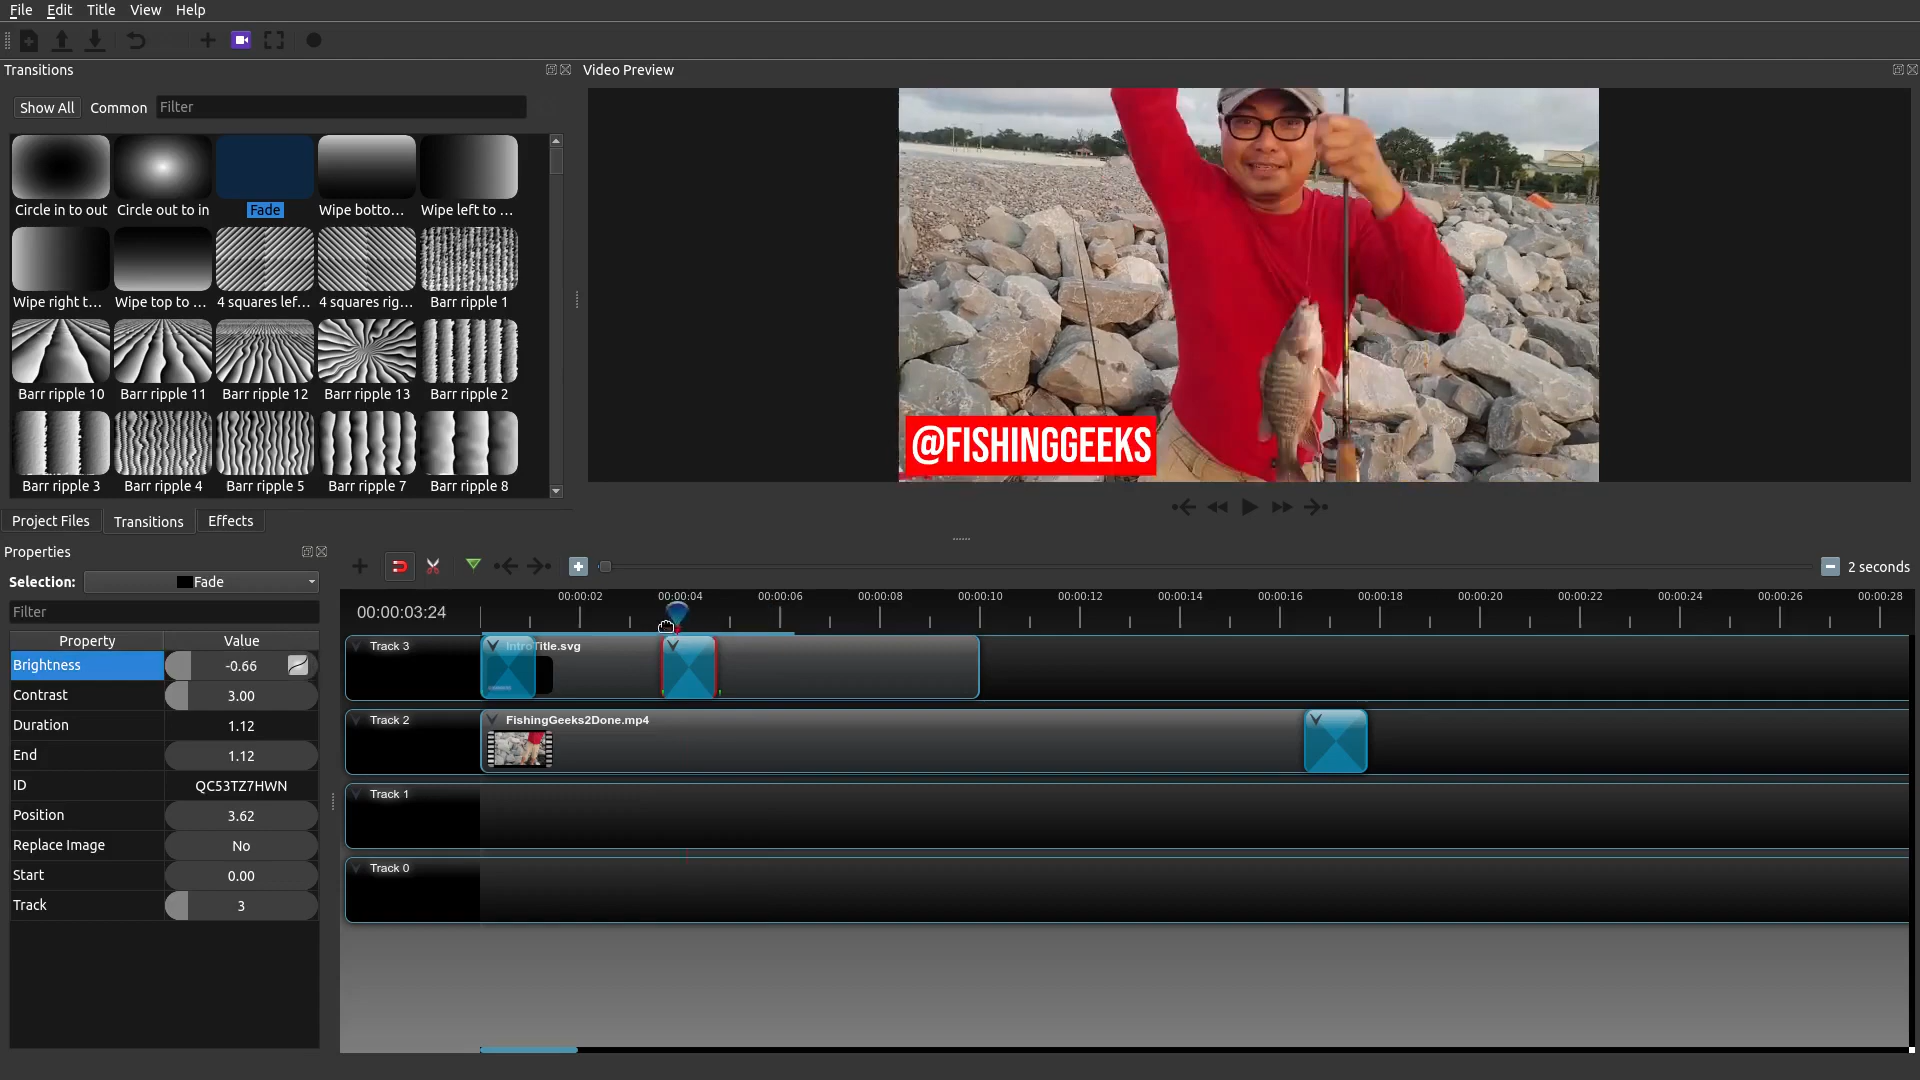 File Edit Title View Help
Transitions
Video Preview
Show All Common Filter
Circle in to out Circle out to in Fade Wipe botto... Wipe left to ...
Wipe right t... Wipe top to ... 4 squares lef... 4 squares rig... Barr ripple 1
Barr ripple 10 Barr ripple 11 Barr ripple 12 Barr ripple 13 Barr ripple 2
Barr ripple 3 Barr ripple 4 Barr ripple 5 Barr ripple 7 Barr ripple 8
@FISHINGGEEKS
Project Files Transitions Effects
Properties
Selection: Fade
Filter
Property Value
Brightness -0.66
Contrast 3.00
Duration 1.12
End 1.12
ID QC53TZ7HWN
Position 3.62
Replace Image No
Start 0.00
Track 3
2 seconds
00:00:03:24
00:00:02 00:00:04 00:00:06 00:00:08 00:00:10 00:00:12 00:00:14 00:00:16 00:00:18 00:00:20 00:00:22 00:00:24 00:00:26 00:00:28
Track 3 IntroTitle.svg
Track 2 FishingGeeks2Done.mp4
Track 1
Track 0